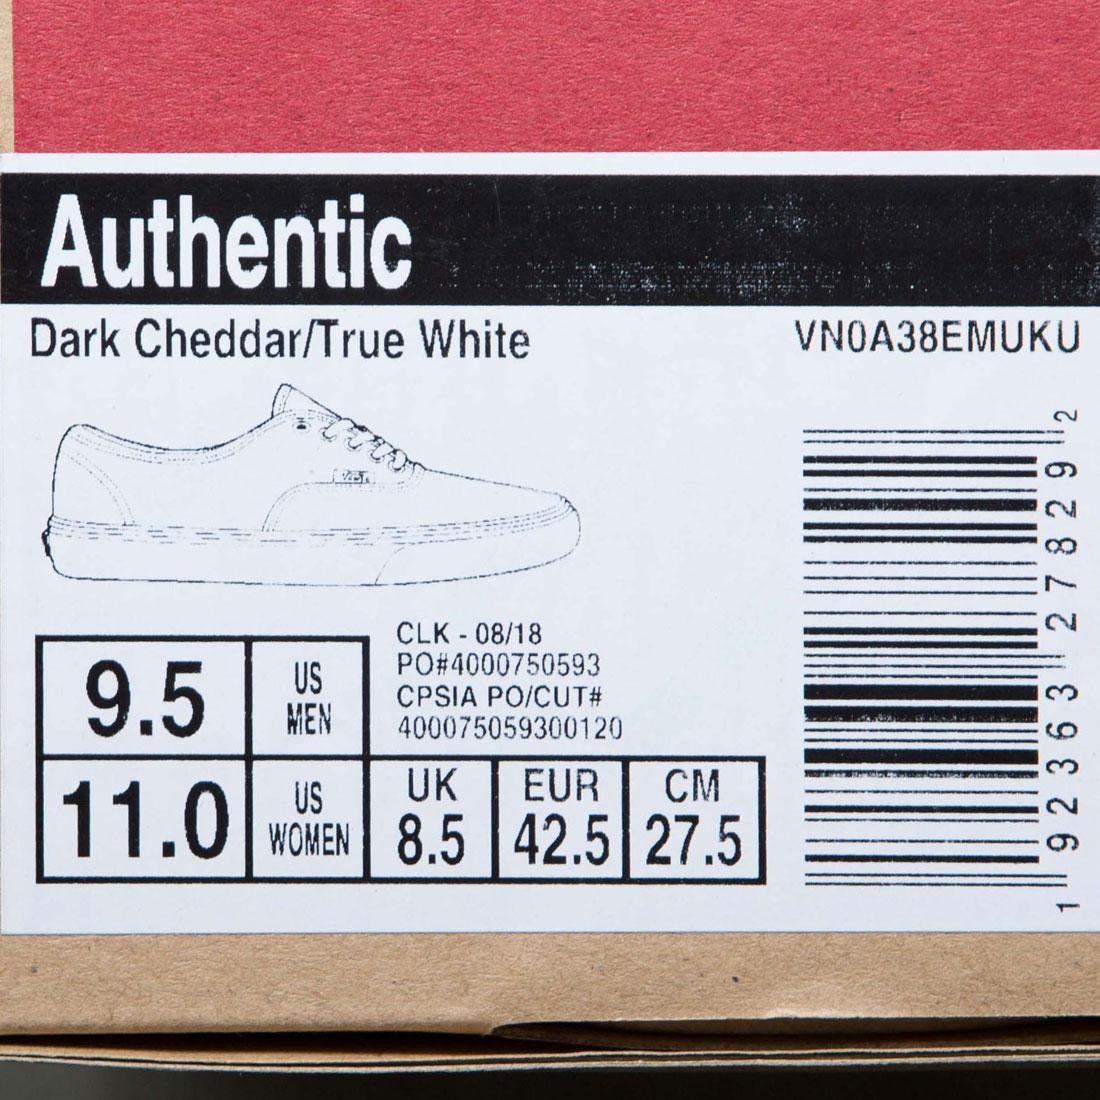 Authentic
Dark Cheddar/True White
VN0A38EMUKU
VANS
CLK - 08/18
PO#4000750593
CPSIA PO/CUT#
400075059300120
9.5 US MEN
11.0 US WOMEN
UK 8.5
EUR 42.5
CM 27.5
1 92363 27829 2